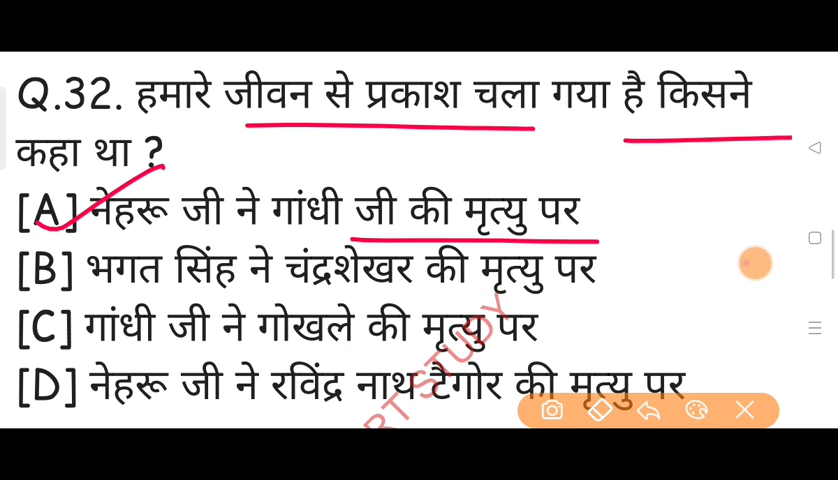 Q.32. हमारे जीवन से प्रकाश चला गया है किसने
कहा था ?
[A] नेहरू जी ने गांधी जी की मृत्यु पर
[B] भगत सिंह ने चंद्रशेखर की मृत्यु पर
[C] गांधी जी ने गोखले की मृत्यु पर
[D] नेहरू जी ने रविंद्र नाथ टैगोर की मृत्यु पर
STUDY